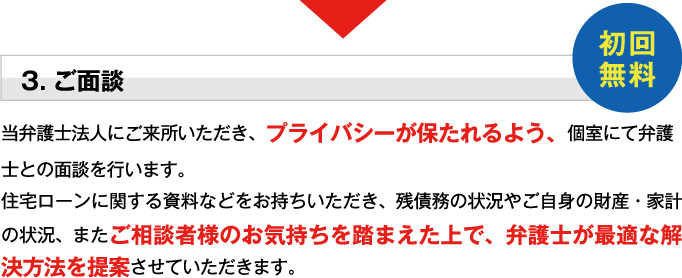 初回
無料
3. ご面談
当弁護士法人にご来所いただき、プライバシーが保たれるよう、個室にて弁護
士との面談を行います。
住宅ローンに関する資料などをお持ちいただき、残債務の状況やご自身の財産・家計
の状況、またご相談者様のお気持ちを踏まえた上で、弁護士が最適な解
決方法を提案させていただきます。